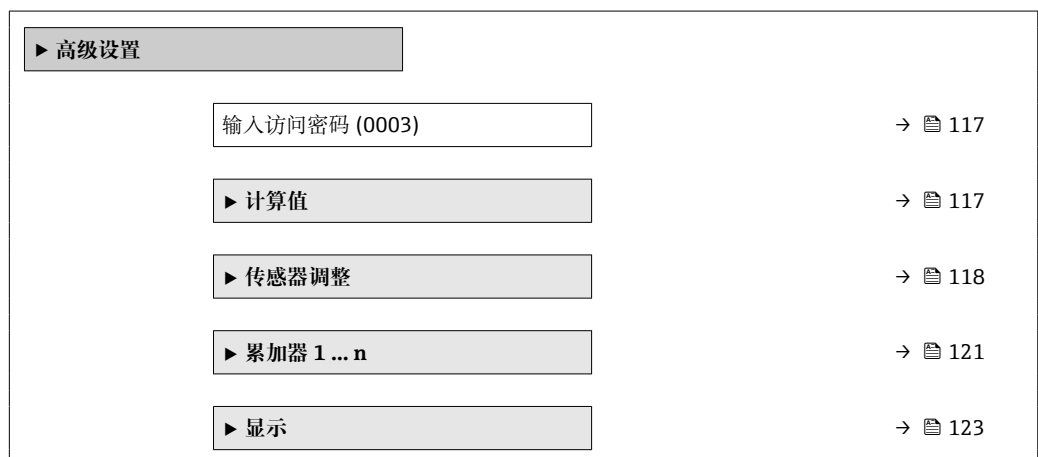 ▶ 高级设置
输入访问密码 (0003) → 117
▶ 计算值 → 117
▶ 传感器调整 → 118
▶ 累加器 1 … n → 121
▶ 显示 → 123